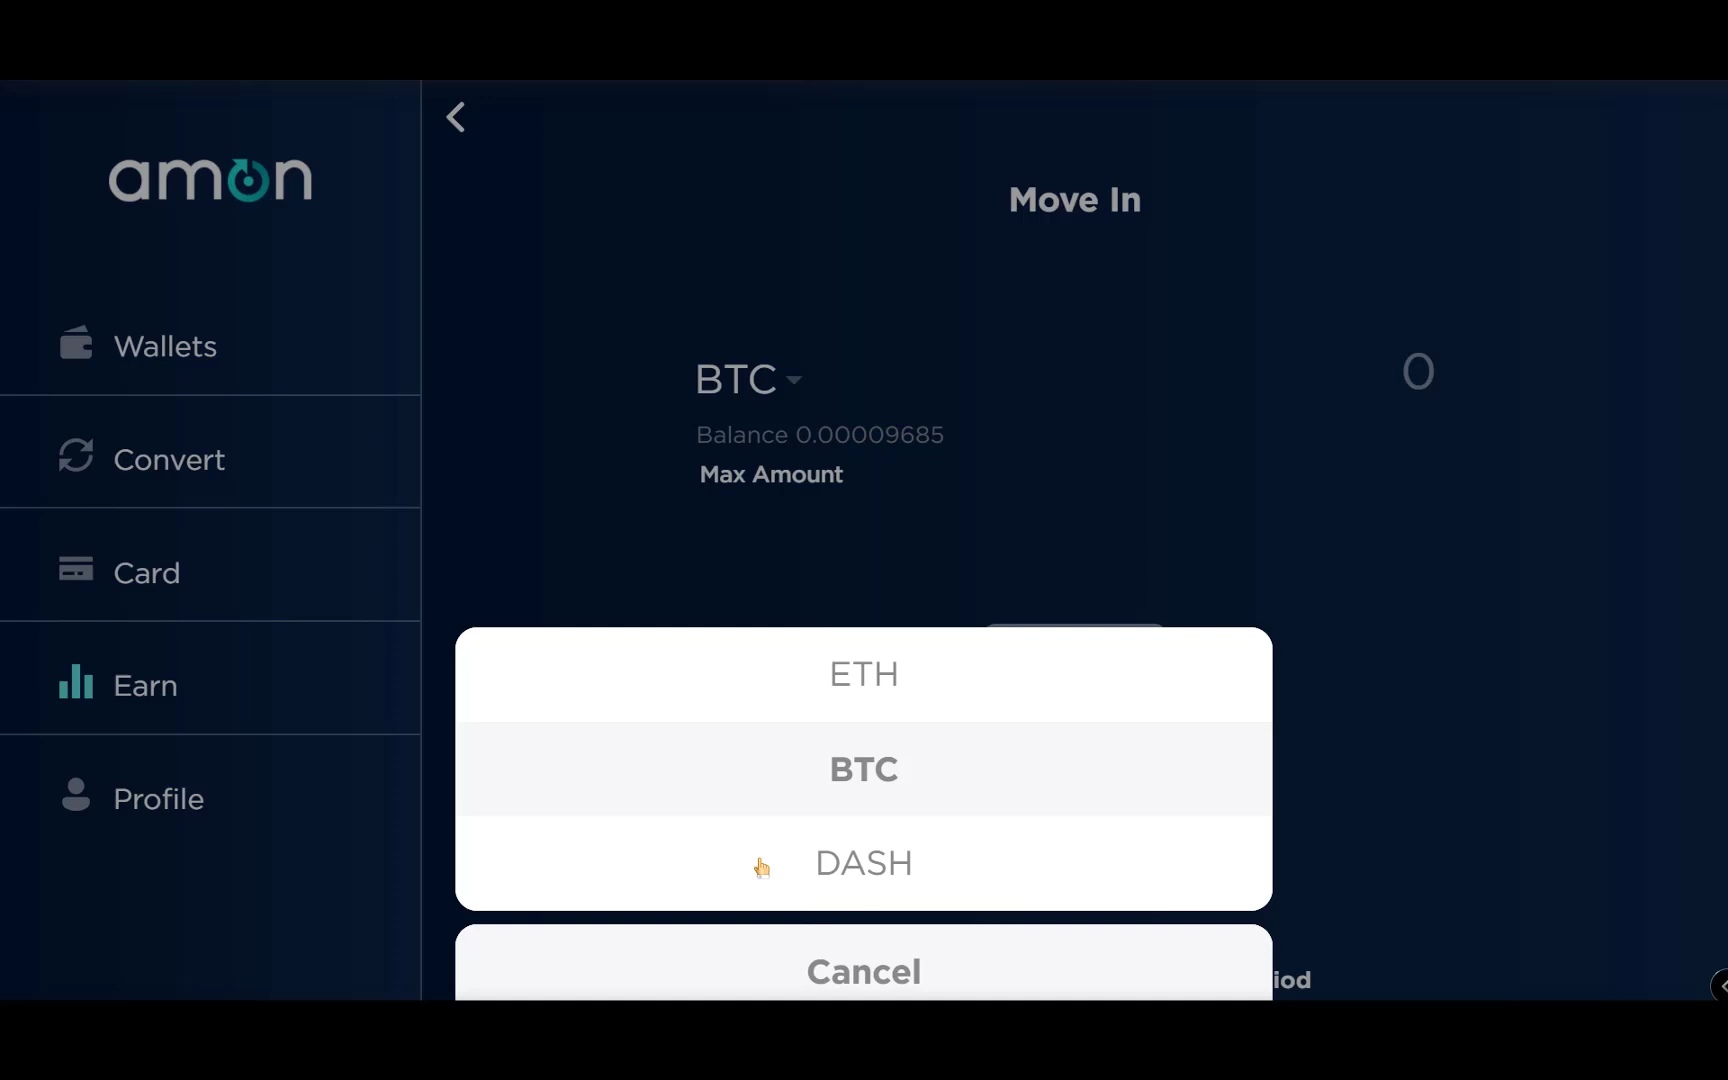 amon
Wallets
Convert
Card
Earn
Profile
Move In
BTC
0
Balance 0.00009685
Max Amount
ETH
BTC
DASH
Cancel
iod